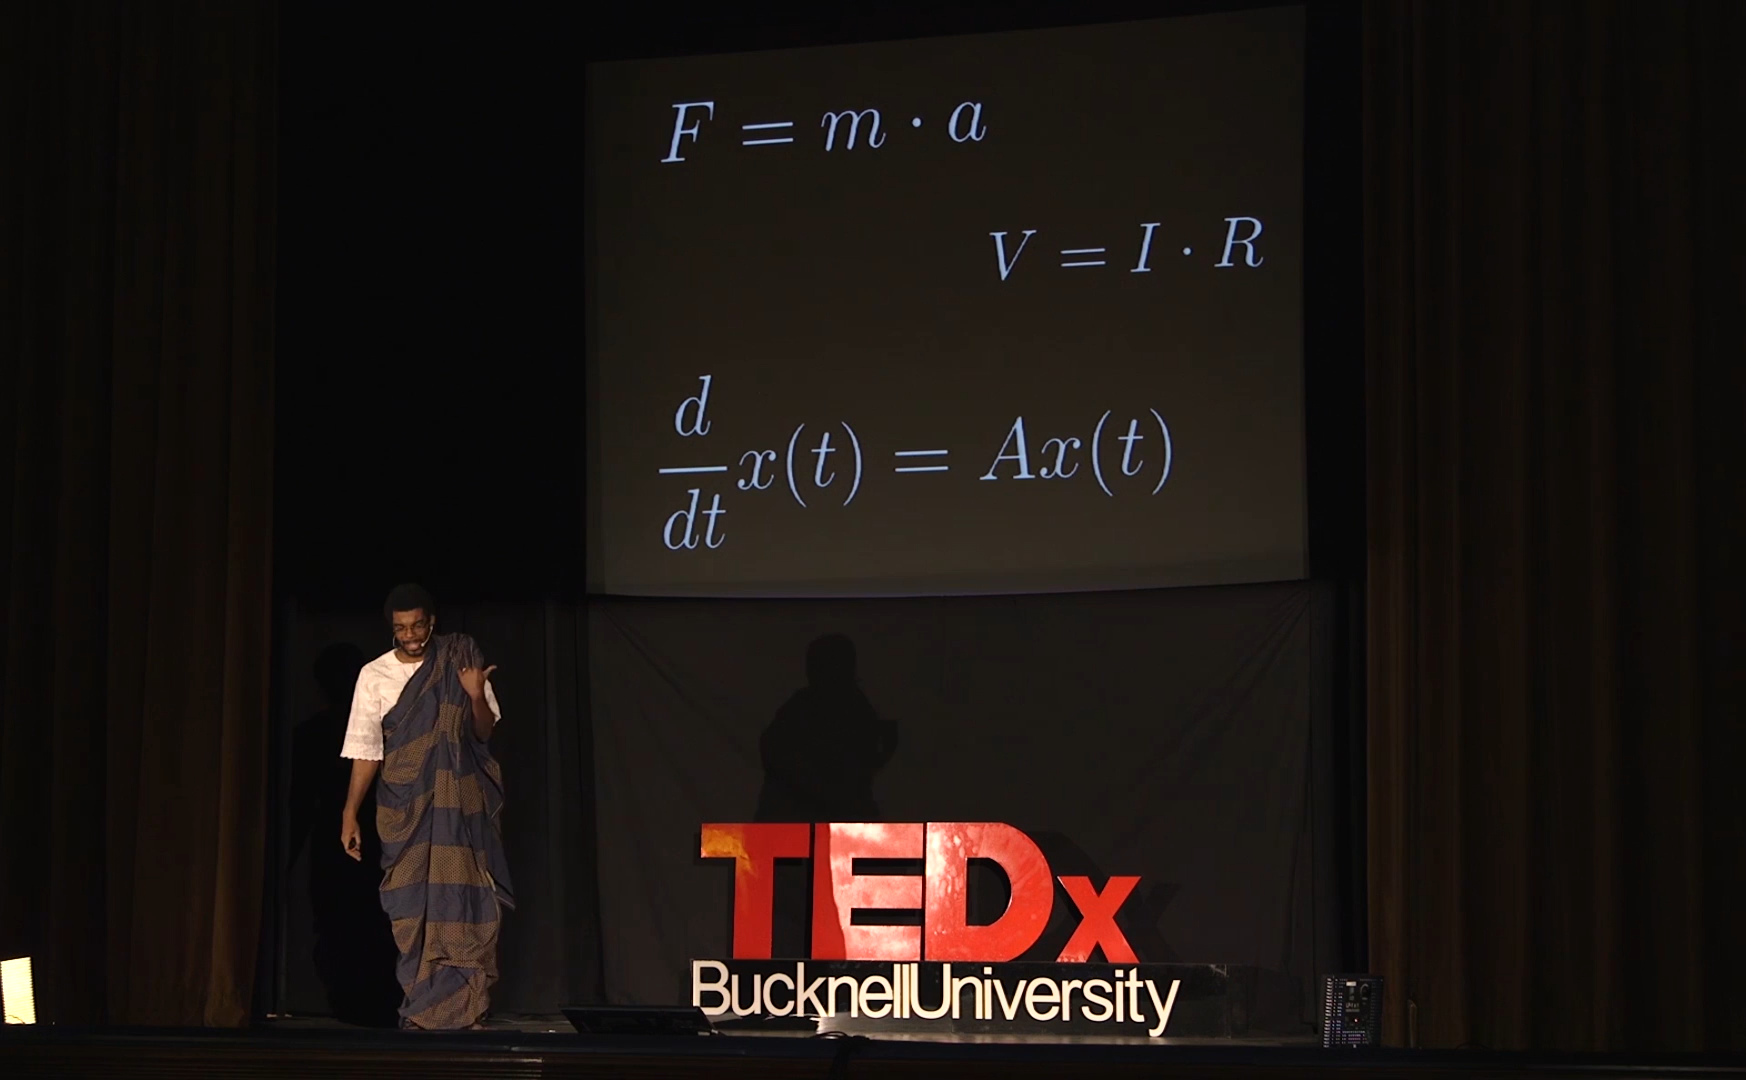 F = m · a
V = I · R
d/dt x(t) = Ax(t)
TEDx
BucknellUniversity